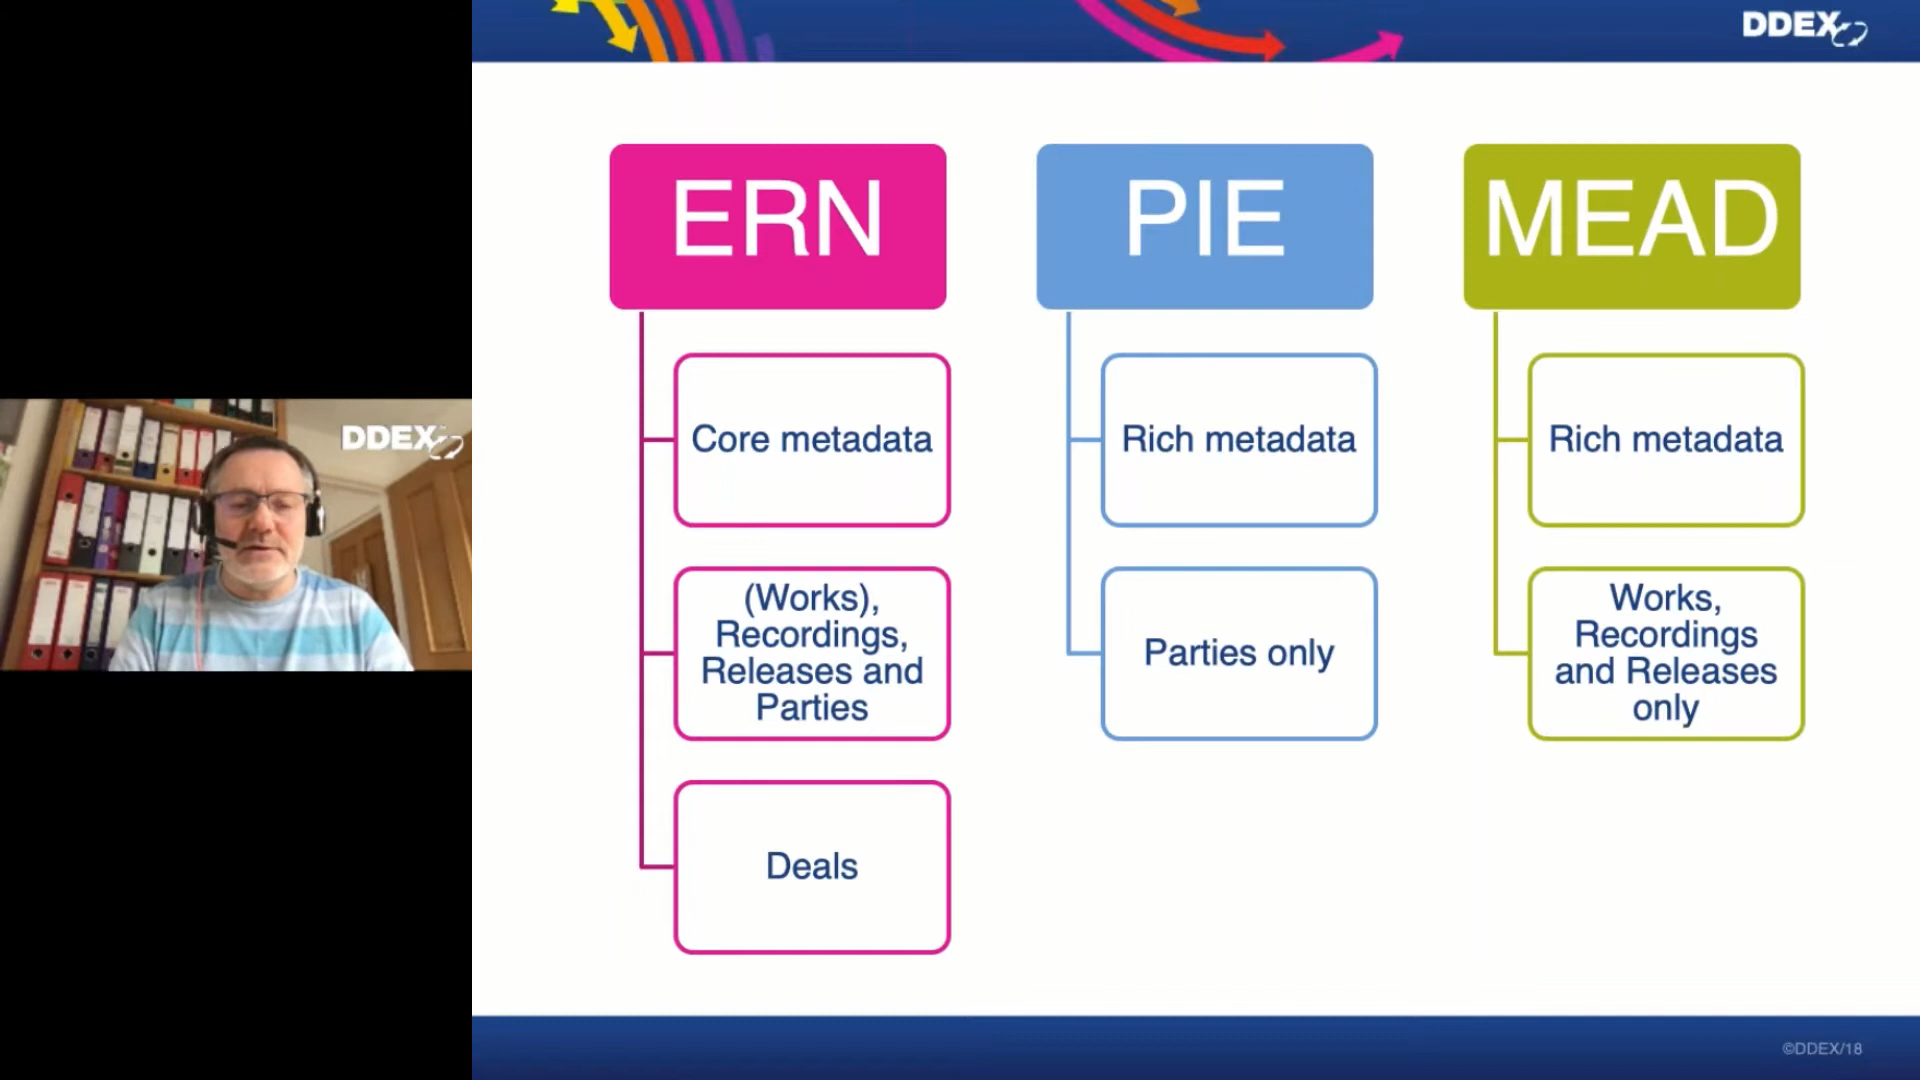 DDEX
ERN
PIE
MEAD
Core metadata
Rich metadata
Rich metadata
(Works),
Recordings,
Releases and
Parties
Parties only
Works,
Recordings
and Releases
only
Deals
DDEX
©DDEX/18